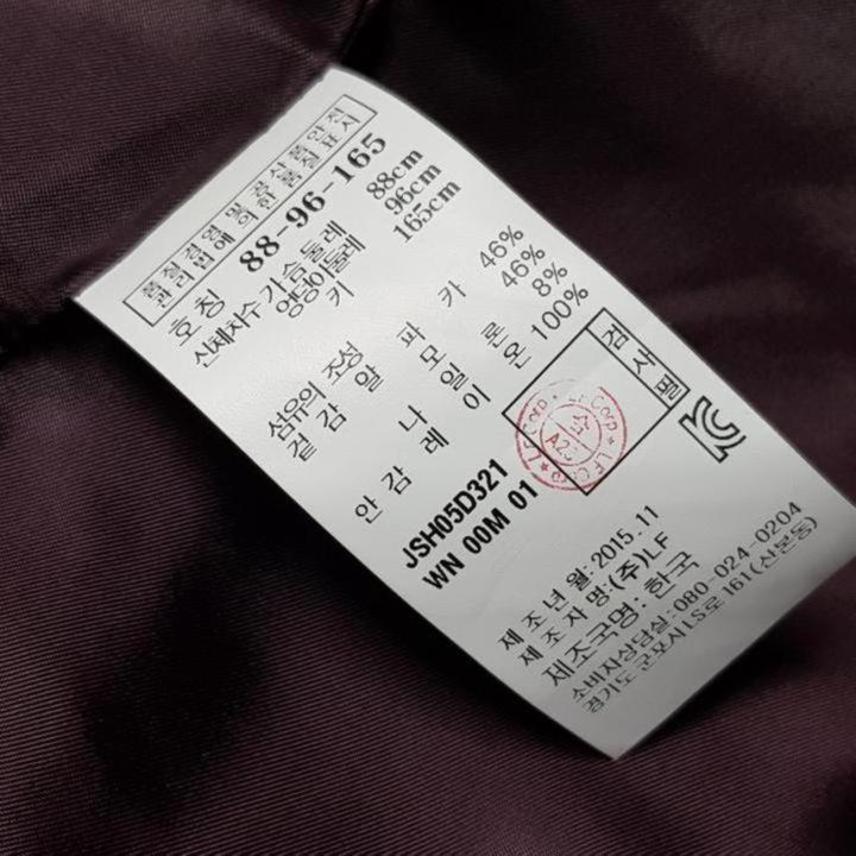 품질경영 및 공산품안전
관리법에 의한 품질표시
호칭 88-96-165
신체치수 가슴둘레 88cm
엉덩이둘레 96cm
키 165cm
섬유의 조성
겉감 알파카 46%
모 46%
나일론 8%
안감 레이온 100%
검사필
JSH05D321
WN 00M 01
LF Corp. LF Corp
제조년월: 2015. 11
제조자명: (주)LF
제조국명: 한국
소비자상담실: 080-024-0204
경기도 군포시 LS로 161(산본동)